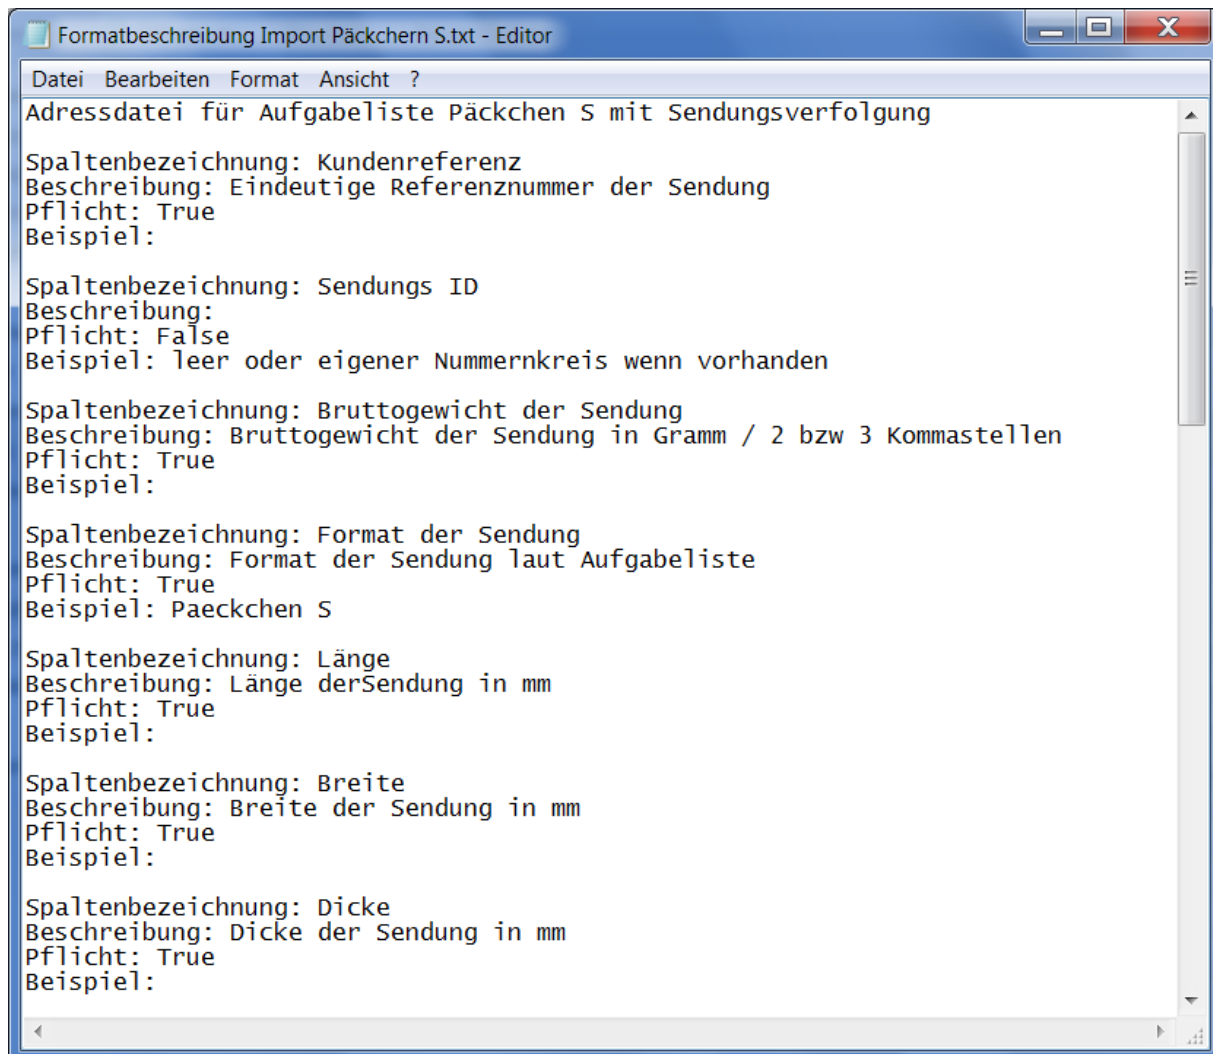 Formatbeschreibung Import Päckchern S.txt - Editor
Datei Bearbeiten Format Ansicht ?
Adressdatei für Aufgabeliste Päckchen S mit Sendungsverfolgung
Spaltenbezeichnung: Kundenreferenz
Beschreibung: Eindeutige Referenznummer der Sendung
Pflicht: True
Beispiel:
Spaltenbezeichnung: Sendungs ID
Beschreibung:
Pflicht: False
Beispiel: leer oder eigener Nummernkreis wenn vorhanden
Spaltenbezeichnung: Bruttogewicht der Sendung
Beschreibung: Bruttogewicht der Sendung in Gramm / 2 bzw 3 Kommastellen
Pflicht: True
Beispiel:
Spaltenbezeichnung: Format der Sendung
Beschreibung: Format der Sendung laut Aufgabeliste
Pflicht: True
Beispiel: Paeckchen S
Spaltenbezeichnung: Länge
Beschreibung: Länge derSendung in mm
Pflicht: True
Beispiel:
Spaltenbezeichnung: Breite
Beschreibung: Breite der Sendung in mm
Pflicht: True
Beispiel:
Spaltenbezeichnung: Dicke
Beschreibung: Dicke der Sendung in mm
Pflicht: True
Beispiel: